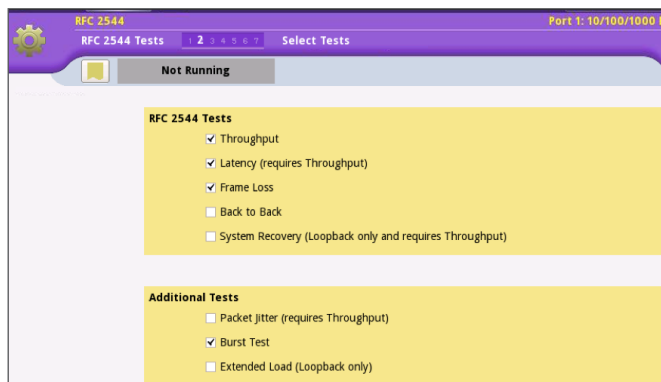 RFC 2544 Port 1: 10/100/1000
RFC 2544 Tests 1 2 3 4 5 6 7 Select Tests
Not Running
RFC 2544 Tests
Throughput
Latency (requires Throughput)
Frame Loss
Back to Back
System Recovery (Loopback only and requires Throughput)
Additional Tests
Packet Jitter (requires Throughput)
Burst Test
Extended Load (Loopback only)